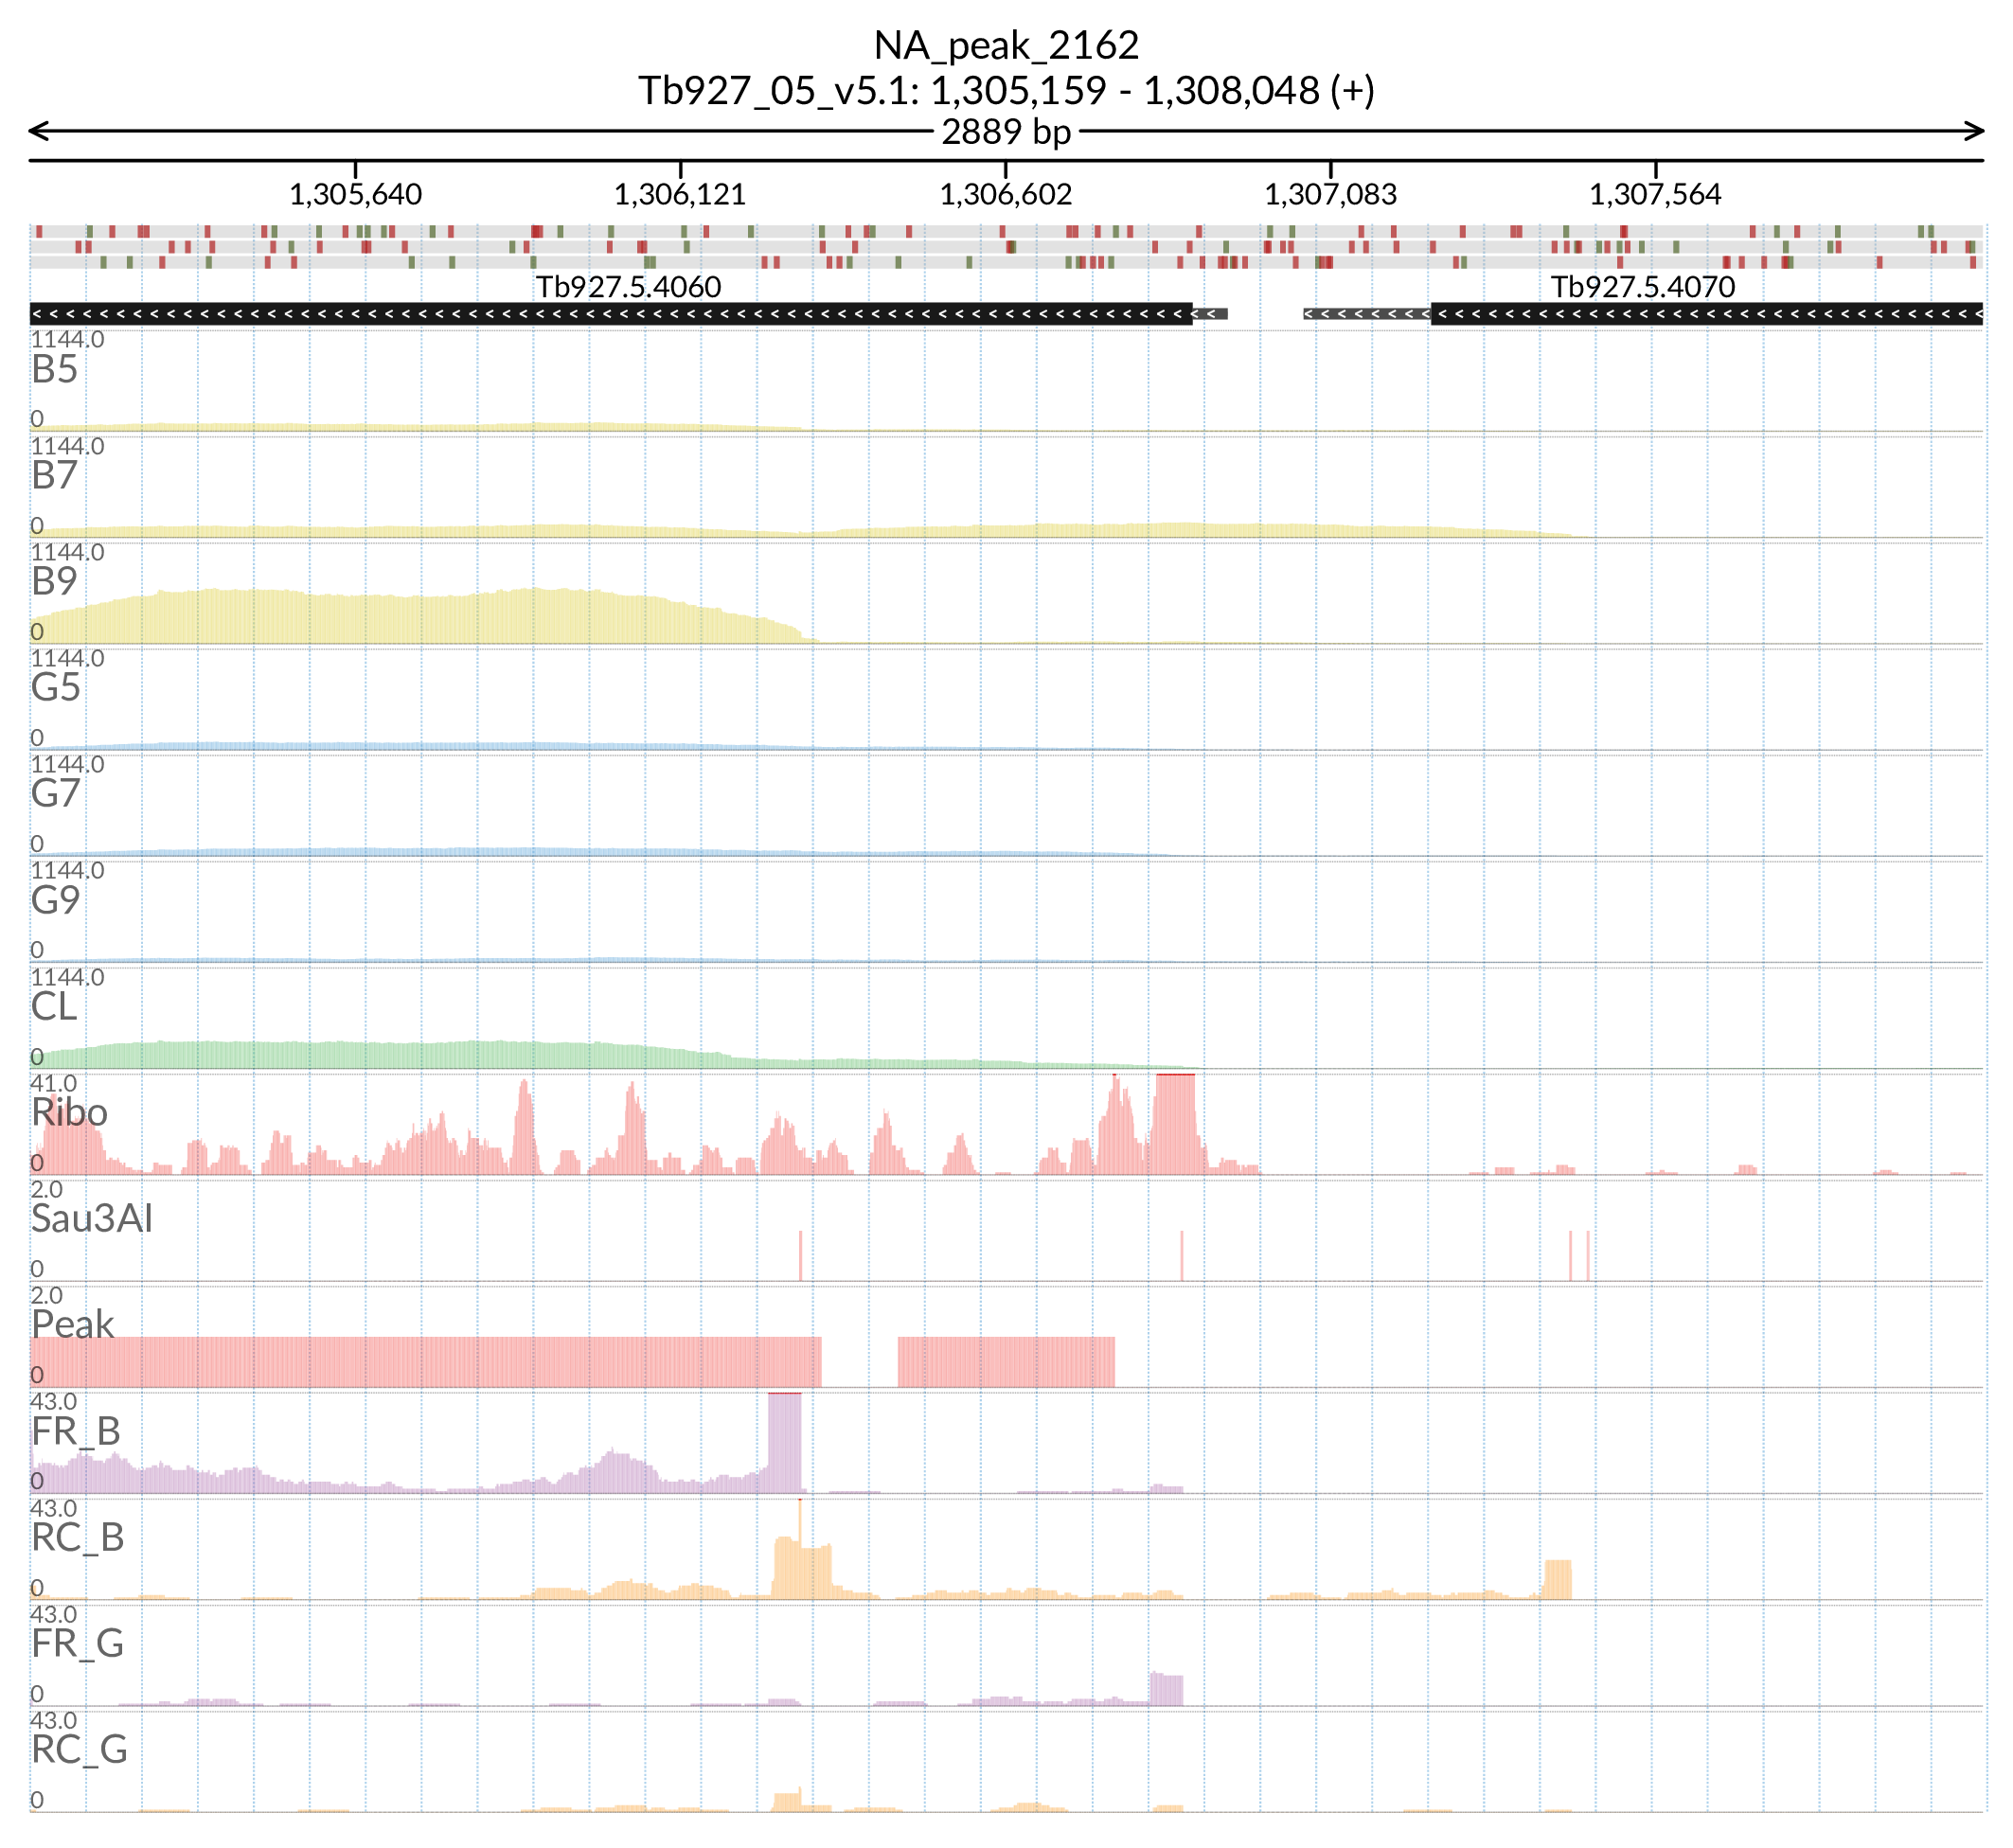 NA_peak_2162
Tb927_05_v5.1: 1,305,159 - 1,308,048 (+)
2889 bp
1,305,640 1,306,121 1,306,602 1,307,083 1,307,564
Tb927.5.4060 Tb927.5.4070
1144.0
B5
0
1144.0
B7
0
1144.0
B9
0
1144.0
G5
0
1144.0
G7
0
1144.0
G9
0
1144.0
CL
0
41.0
Ribo
0
2.0
Sau3AI
0
2.0
Peak
0
43.0
FR_B
0
43.0
RC_B
0
43.0
FR_G
0
43.0
RC_G
0